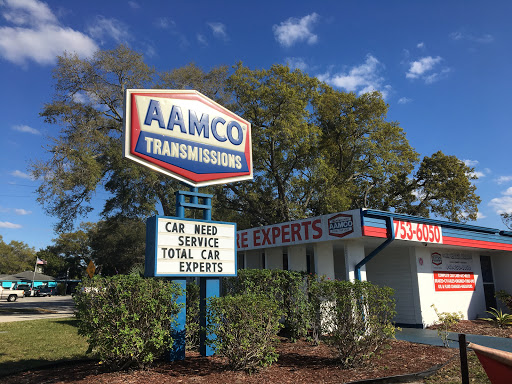 AAMCO
TRANSMISSIONS
CAR NEED
SERVICE
TOTAL CAR
EXPERTS
RE EXPERTS
AAMCO
753-6050